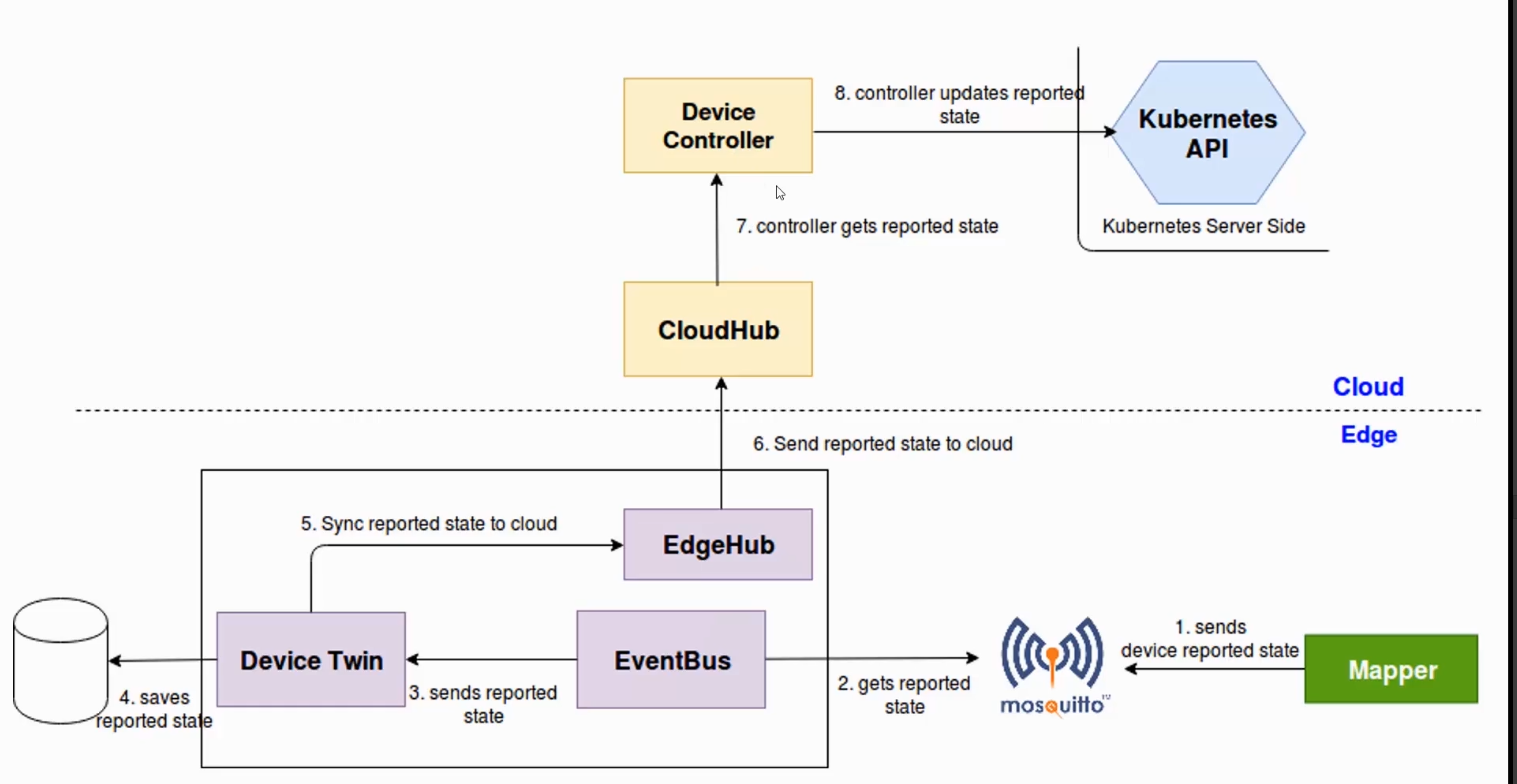 Device
Controller
8. controller updates reported
state
Kubernetes
API
Kubernetes Server Side
7. controller gets reported state
CloudHub
Cloud
Edge
6. Send reported state to cloud
5. Sync reported state to cloud
EdgeHub
Device Twin
EventBus
4. saves
reported state
3. sends reported
state
2. gets reported
state
mosquitto™
1. sends
device reported state
Mapper